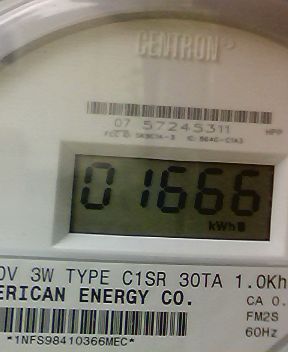 CENTRON
07 57245311
HPP
01666
kWh
0V 3W TYPE C1SR 30TA 1.0Kh
ERICAN ENERGY CO.
CA 0.
FM2S
60Hz
*1NFS98410366MEC*